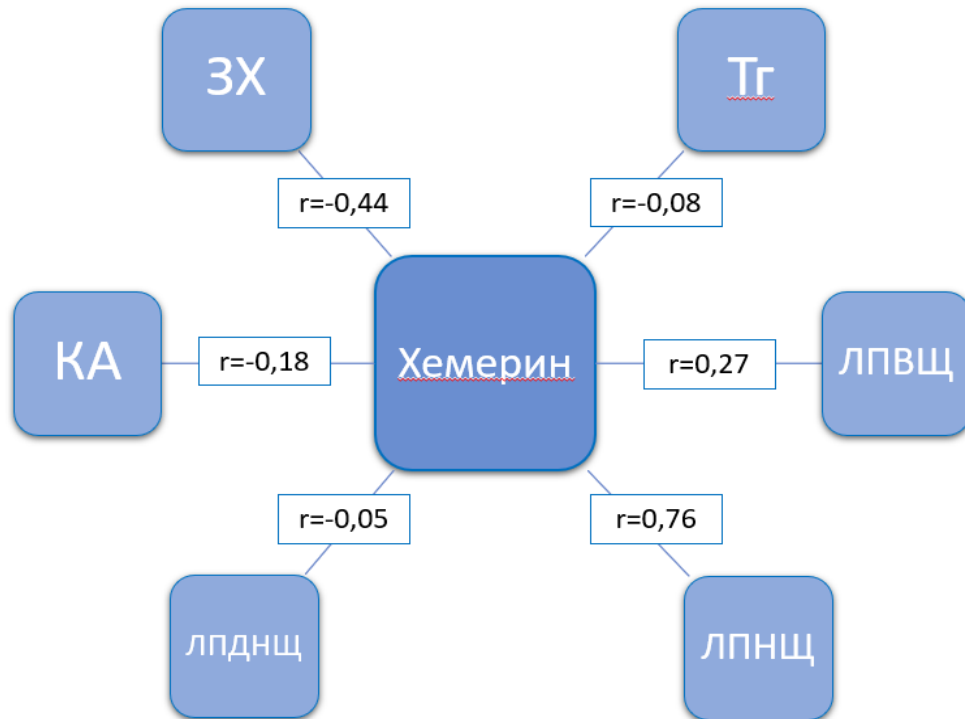 ЗХ
Тг
r=-0,44
r=-0,08
КА
r=-0,18
Хемерин
r=0,27
ЛПВЩ
r=-0,05
r=0,76
ЛПДНЩ
ЛПНЩ